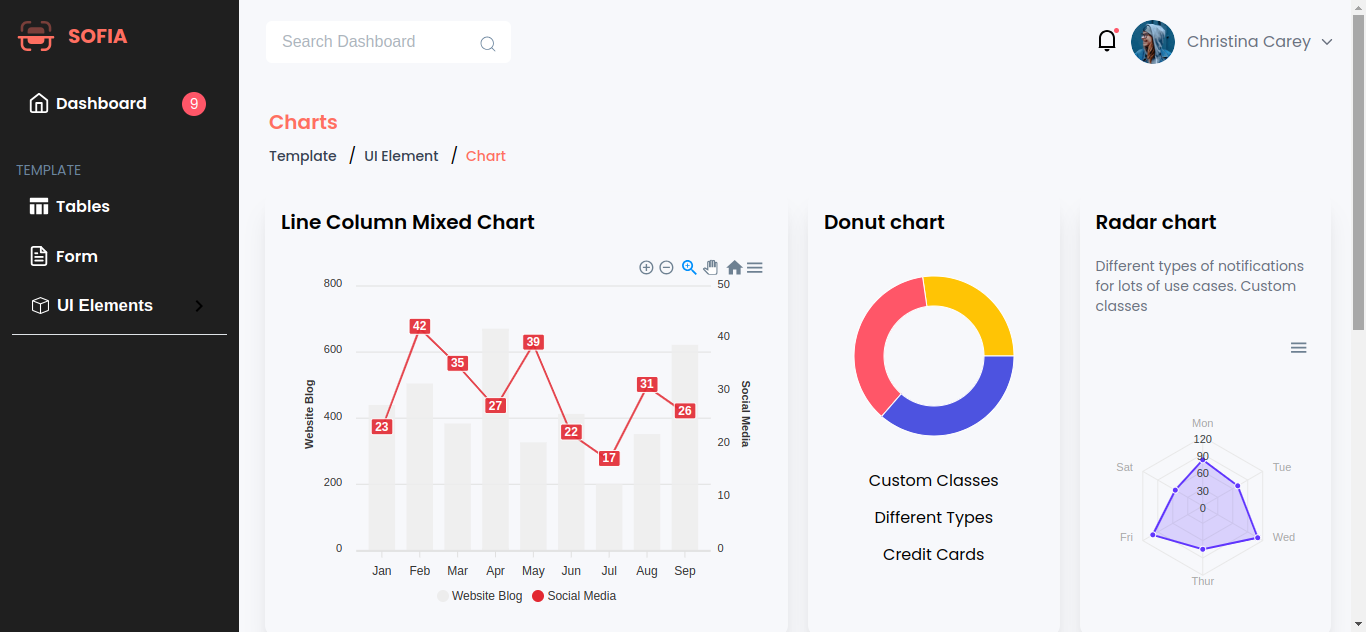 SOFIA
Search Dashboard
Christina Carey
Dashboard
9
TEMPLATE
Tables
Form
UI Elements
Charts
Template / UI Element / Chart
Line Column Mixed Chart
800
600
400
200
0
Website Blog
50
40
30
20
10
0
Social Media
23
42
35
27
39
22
17
31
26
Jan Feb Mar Apr May Jun Jul Aug Sep
Website Blog Social Media
Donut chart
Custom Classes
Different Types
Credit Cards
Radar chart
Different types of notifications
for lots of use cases. Custom
classes
Mon
120
90
60
30
0
Sat
Tue
Fri
Wed
Thur